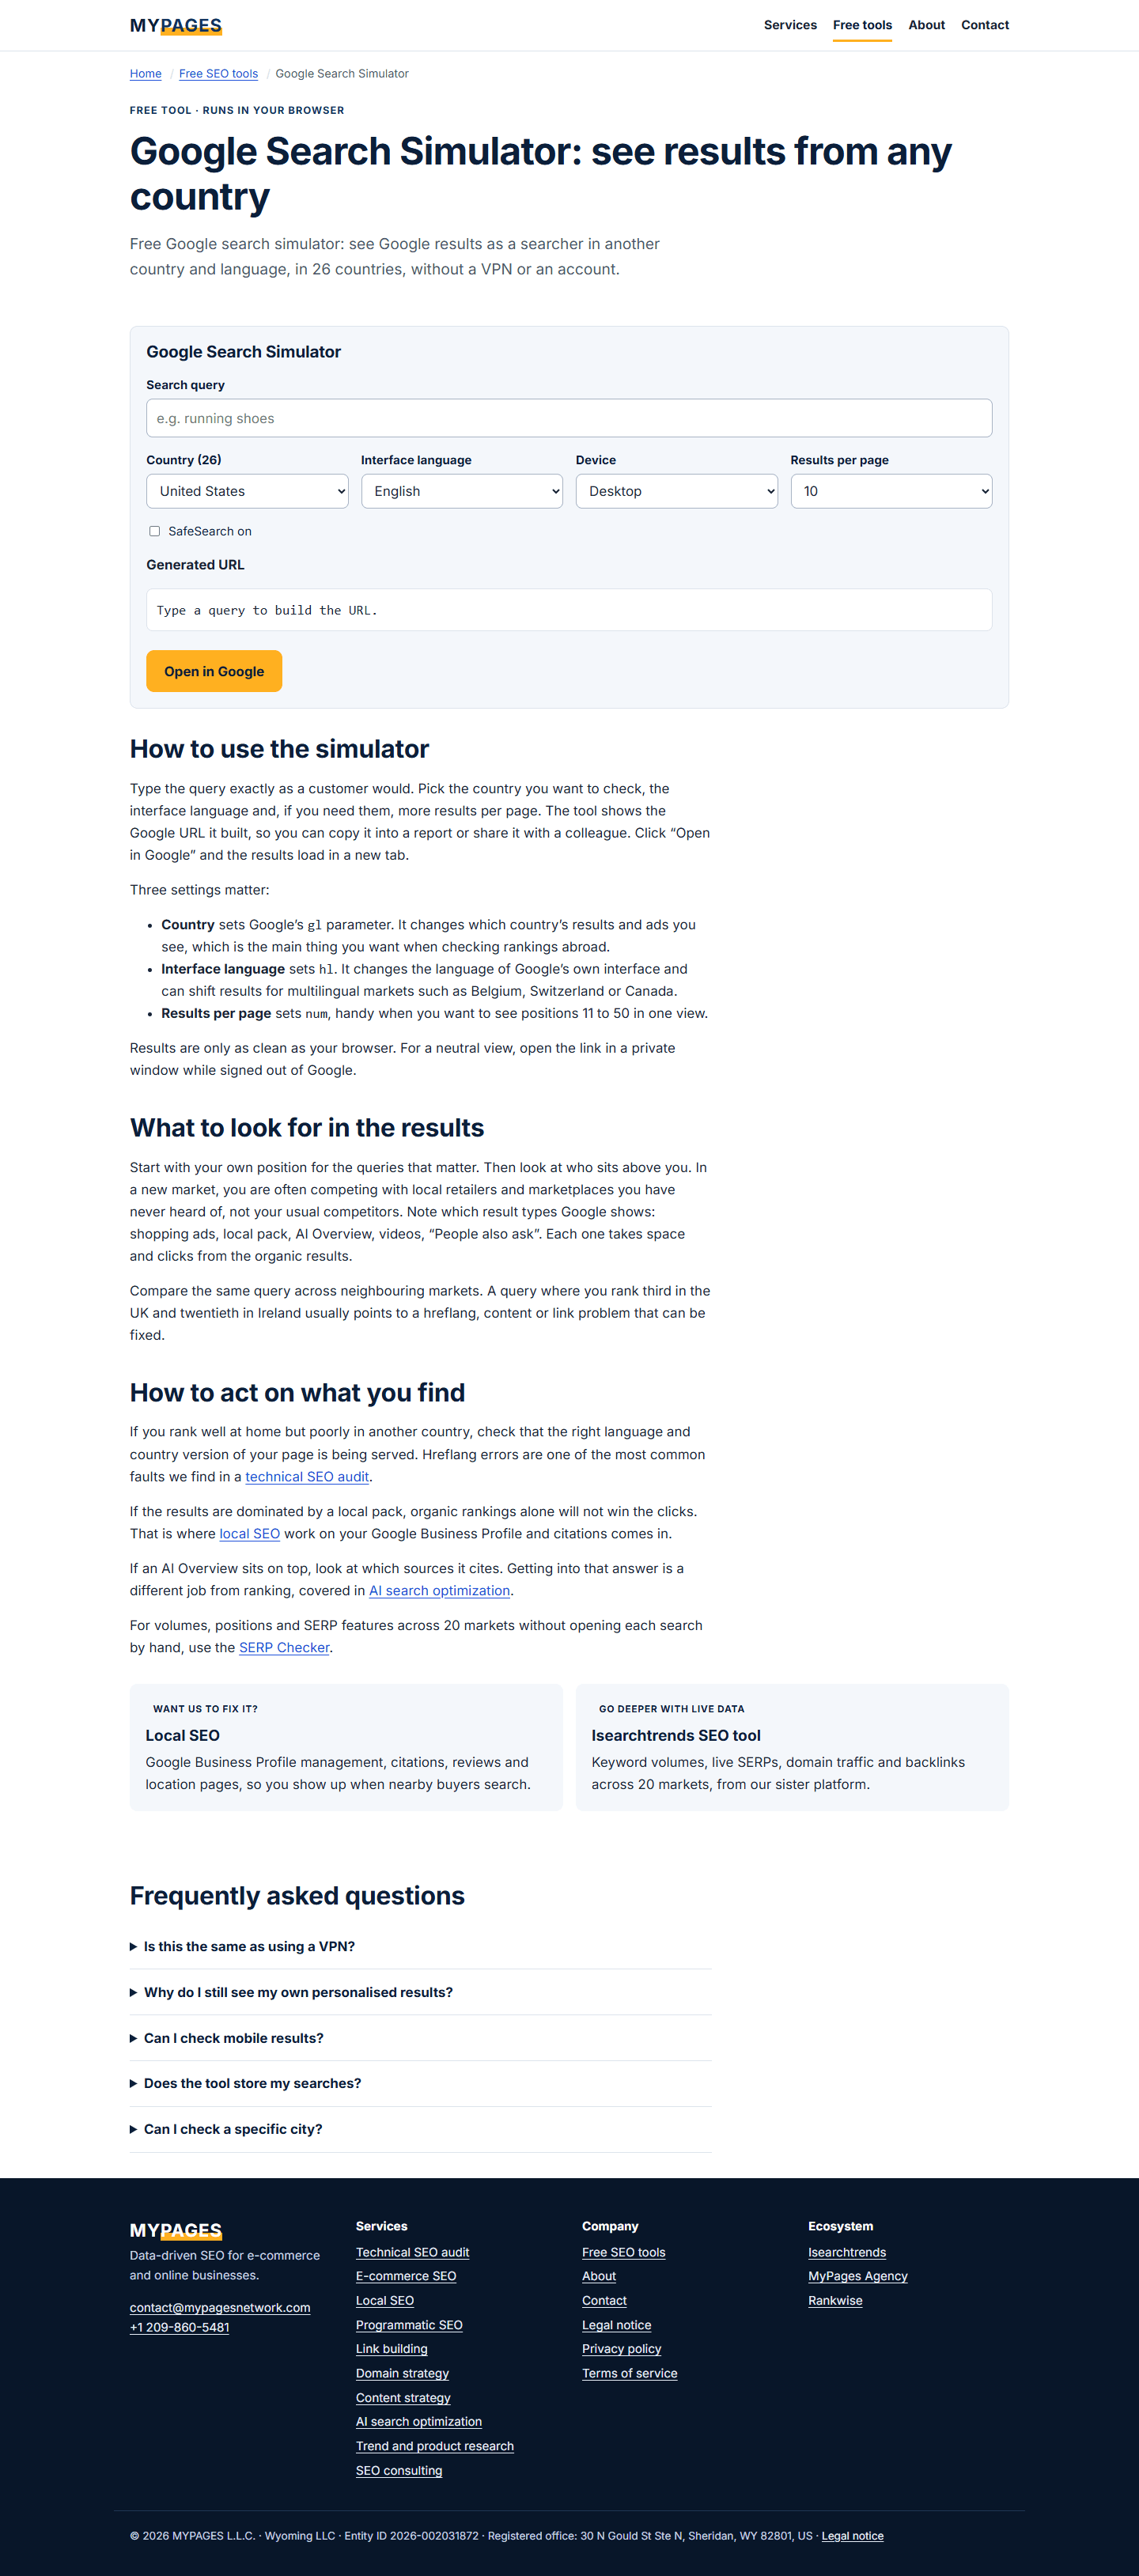 MYPAGES
Services Free tools About Contact
Home / Free SEO tools / Google Search Simulator
FREE TOOL · RUNS IN YOUR BROWSER
Google Search Simulator: see results from any
country
Free Google search simulator: see Google results as a searcher in another
country and language, in 26 countries, without a VPN or an account.
Google Search Simulator
Search query
e.g. running shoes
Country (26) Interface language Device Results per page
United States English Desktop 10
SafeSearch on
Generated URL
Type a query to build the URL.
Open in Google
How to use the simulator
Type the query exactly as a customer would. Pick the country you want to check, the
interface language and, if you need them, more results per page. The tool shows the
Google URL it built, so you can copy it into a report or share it with a colleague. Click “Open
in Google” and the results load in a new tab.
Three settings matter:
• Country sets Google’s gl parameter. It changes which country’s results and ads you
see, which is the main thing you want when checking rankings abroad.
• Interface language sets hl. It changes the language of Google’s own interface and
can shift results for multilingual markets such as Belgium, Switzerland or Canada.
• Results per page sets num, handy when you want to see positions 11 to 50 in one view.
Results are only as clean as your browser. For a neutral view, open the link in a private
window while signed out of Google.
What to look for in the results
Start with your own position for the queries that matter. Then look at who sits above you. In
a new market, you are often competing with local retailers and marketplaces you have
never heard of, not your usual competitors. Note which result types Google shows:
shopping ads, local pack, AI Overview, videos, “People also ask”. Each one takes space
and clicks from the organic results.
Compare the same query across neighbouring markets. A query where you rank third in the
UK and twentieth in Ireland usually points to a hreflang, content or link problem that can be
fixed.
How to act on what you find
If you rank well at home but poorly in another country, check that the right language and
country version of your page is being served. Hreflang errors are one of the most common
faults we find in a technical SEO audit.
If the results are dominated by a local pack, organic rankings alone will not win the clicks.
That is where local SEO work on your Google Business Profile and citations comes in.
If an AI Overview sits on top, look at which sources it cites. Getting into that answer is a
different job from ranking, covered in AI search optimization.
For volumes, positions and SERP features across 20 markets without opening each search
by hand, use the SERP Checker.
WANT US TO FIX IT?
Local SEO
Google Business Profile management, citations, reviews and
location pages, so you show up when nearby buyers search.
GO DEEPER WITH LIVE DATA
Isearchtrends SEO tool
Keyword volumes, live SERPs, domain traffic and backlinks
across 20 markets, from our sister platform.
Frequently asked questions
Is this the same as using a VPN?
Why do I still see my own personalised results?
Can I check mobile results?
Does the tool store my searches?
Can I check a specific city?
MYPAGES
Data-driven SEO for e-commerce
and online businesses.
contact@mypagesnetwork.com
+1 209-860-5481
Services
Technical SEO audit
E-commerce SEO
Local SEO
Programmatic SEO
Link building
Domain strategy
Content strategy
AI search optimization
Trend and product research
SEO consulting
Company
Free SEO tools
About
Contact
Legal notice
Privacy policy
Terms of service
Ecosystem
Isearchtrends
MyPages Agency
Rankwise
© 2026 MYPAGES L.L.C. · Wyoming LLC · Entity ID 2026-002031872 · Registered office: 30 N Gould St Ste N, Sheridan, WY 82801, US · Legal notice